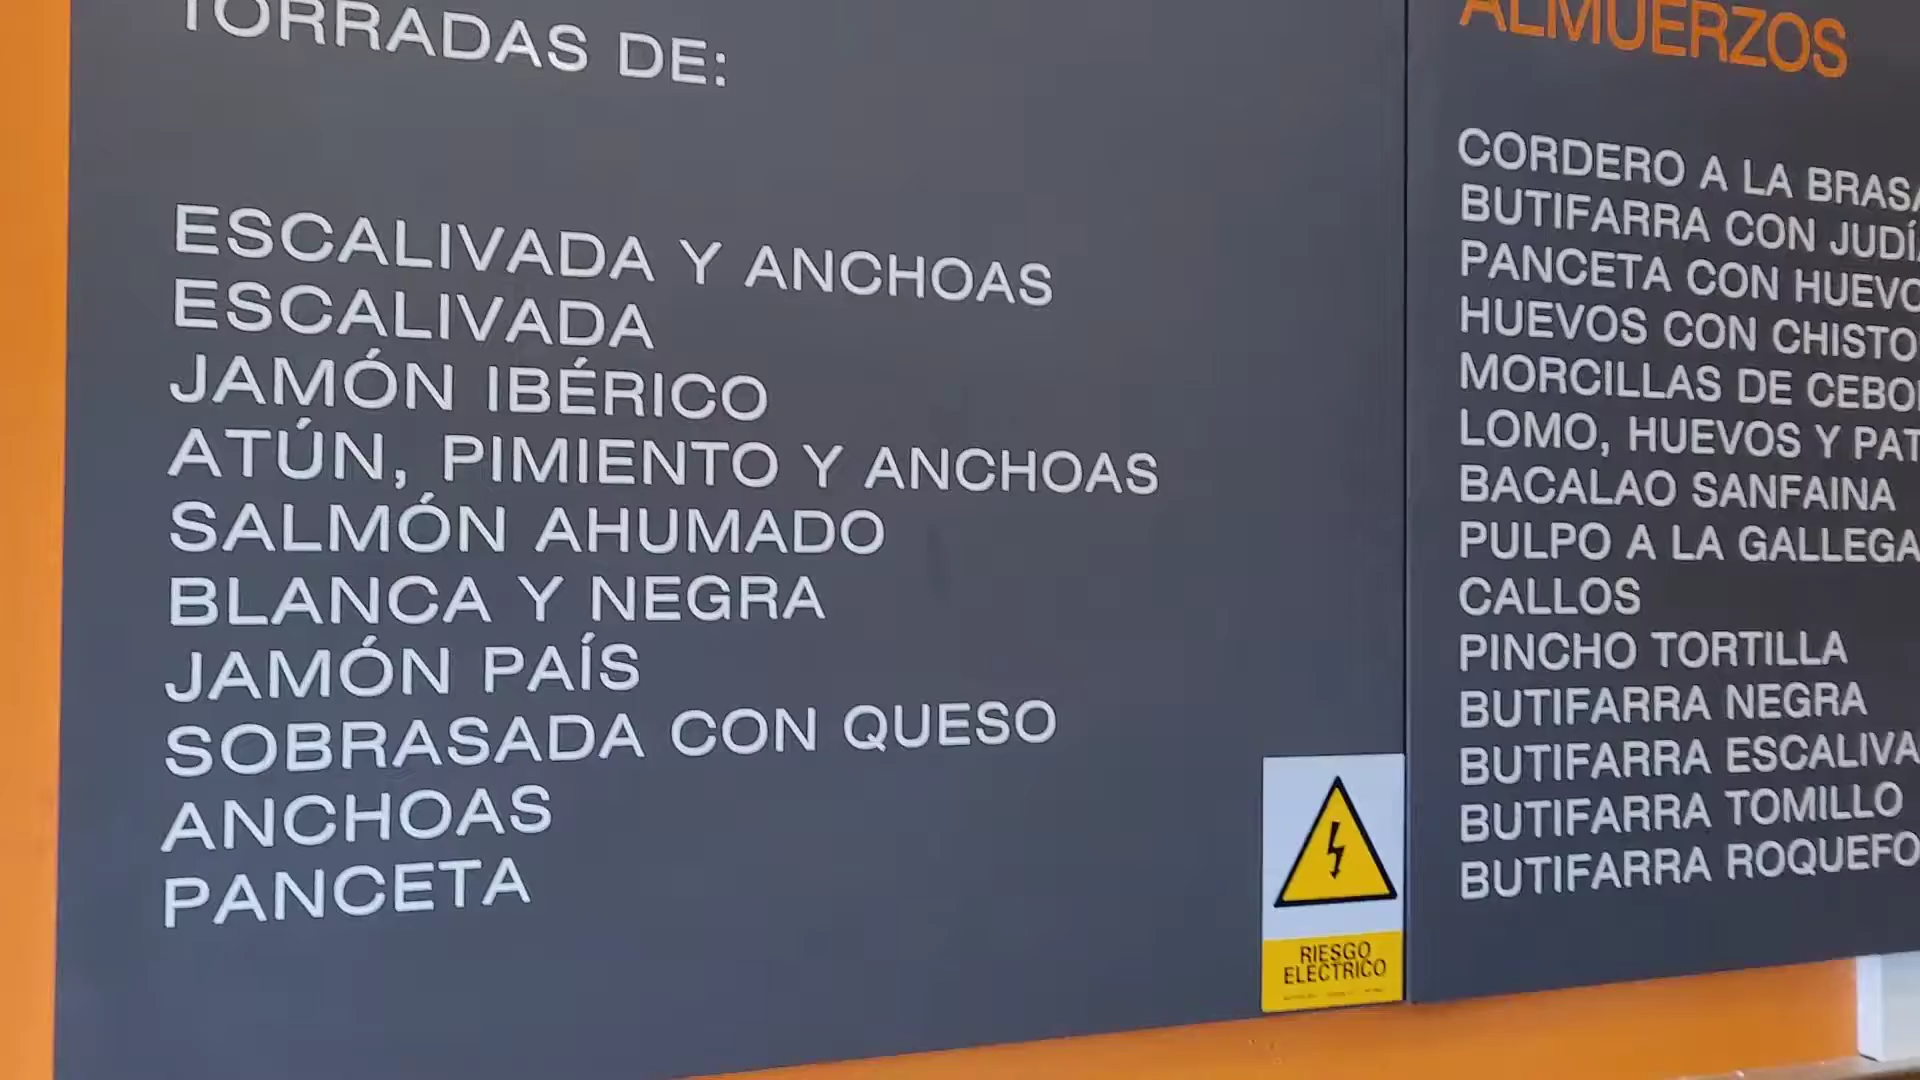 TORRADAS DE:
ESCALIVADA Y ANCHOAS
ESCALIVADA
JAMÓN IBÉRICO
ATÚN, PIMIENTO Y ANCHOAS
SALMÓN AHUMADO
BLANCA Y NEGRA
JAMÓN PAÍS
SOBRASADA CON QUESO
ANCHOAS
PANCETA
RIESGO
ELECTRICO
ALMUERZOS
CORDERO A LA BRASA
BUTIFARRA CON
PANCETA CON
HUEVOS CON
MORCILLAS DE
LOMO, HUEVOS Y
BACALAO SANFAINA
PULPO A LA GALLEGA
CALLOS
PINCHO TORTILLA
BUTIFARRA NEGRA
BUTIFARRA
BUTIFARRA TOMILLO
BUTIFARRA